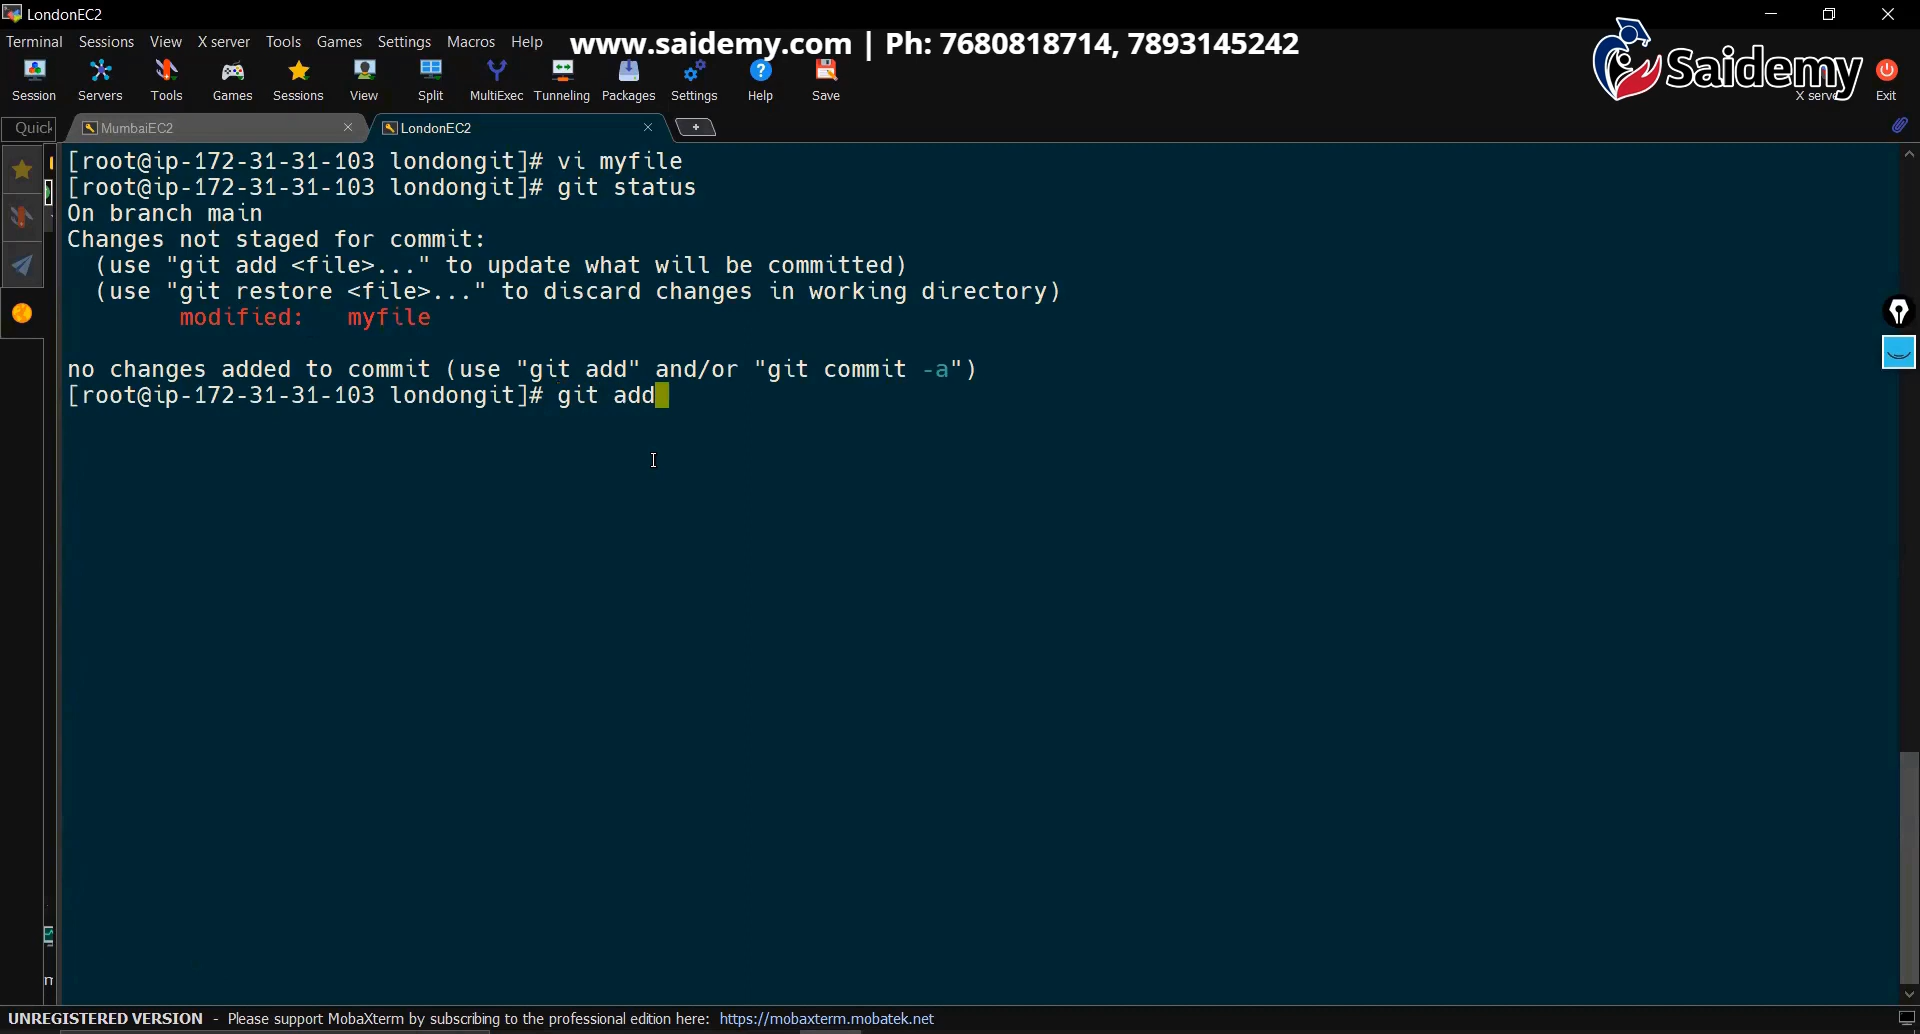 LondonEC2
Terminal Sessions View X server Tools Games Settings Macros Help
www.saidemy.com | Ph: 7680818714, 7893145242
Saidemy
Session Servers Tools Games Sessions View Split MultiExec Tunneling Packages Settings Help Save X serve Exit
Quick MumbaiEC2 LondonEC2
[root@ip-172-31-31-103 londongit]# vi myfile
[root@ip-172-31-31-103 londongit]# git status
On branch main
Changes not staged for commit:
(use "git add <file>..." to update what will be committed)
(use "git restore <file>..." to discard changes in working directory)
modified: myfile
no changes added to commit (use "git add" and/or "git commit -a")
[root@ip-172-31-31-103 londongit]# git add
UNREGISTERED VERSION - Please support MobaXterm by subscribing to the professional edition here: https://mobaxterm.mobatek.net